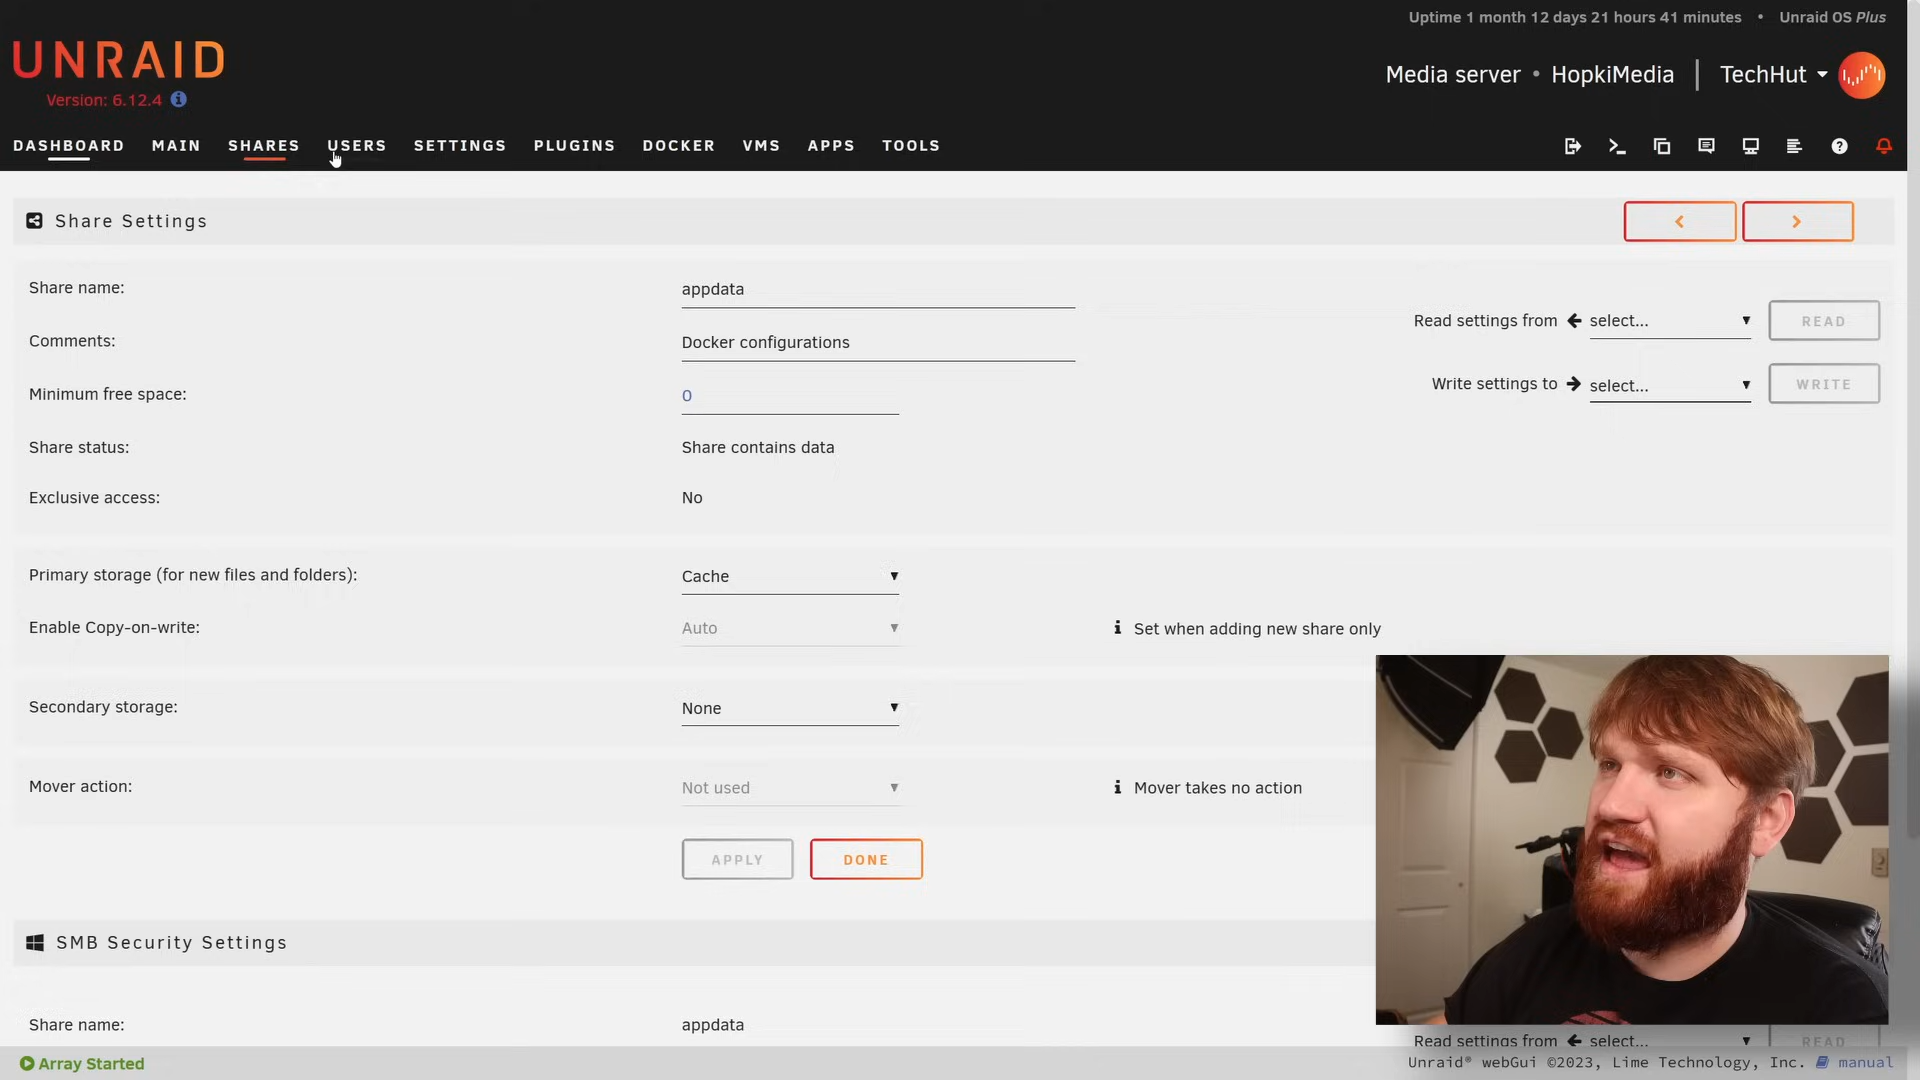 Uptime 1 month 12 days 21 hours 41 minutes • Unraid OS Plus
UNRAID
Version: 6.12.4
Media server • HopkiMedia | TechHut
DASHBOARD MAIN SHARES USERS SETTINGS PLUGINS DOCKER VMS APPS TOOLS
Share Settings
Share name: appdata
Read settings from select... READ
Comments: Docker configurations
Write settings to select... WRITE
Minimum free space: 0
Share status: Share contains data
Exclusive access: No
Primary storage (for new files and folders): Cache
Enable Copy-on-write: Auto Set when adding new share only
Secondary storage: None
Mover action: Not used Mover takes no action
APPLY DONE
SMB Security Settings
Share name: appdata
Read settings from select... READ
Array Started
Unraid® webGui ©2023, Lime Technology, Inc. manual